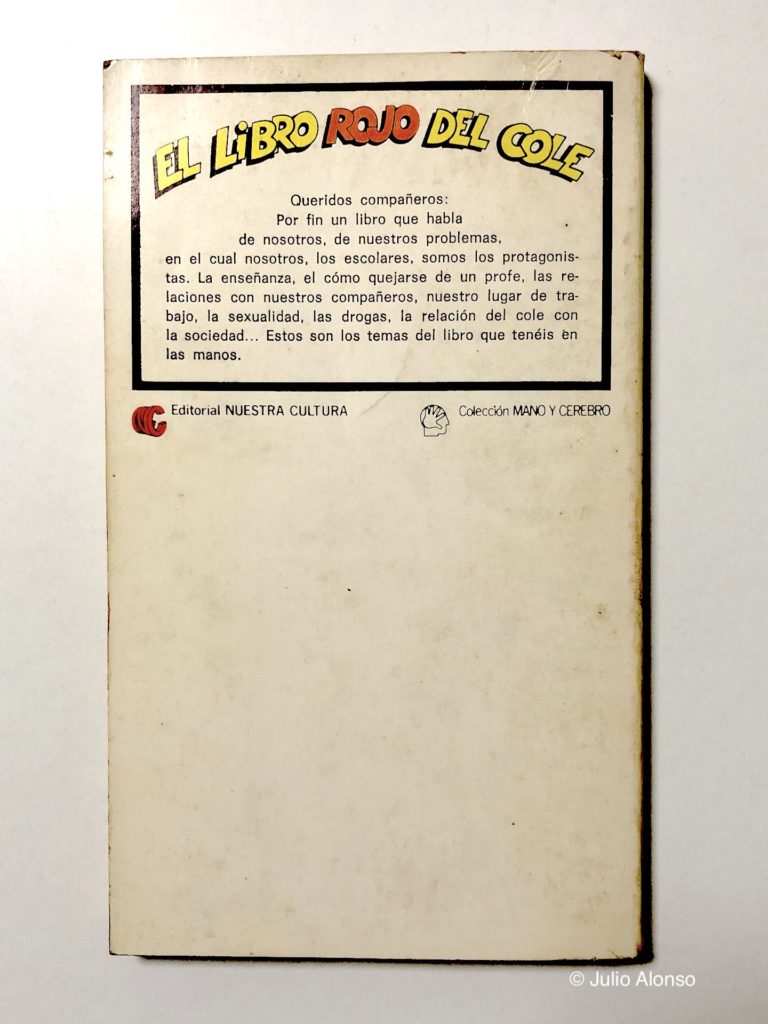 EL LiBRO ROJO DEL COLE
Queridos compañeros:
Por fin un libro que habla
de nosotros, de nuestros problemas,
en el cual nosotros, los escolares, somos los protagonis-
tas. La enseñanza, el cómo quejarse de un profe, las re-
laciones con nuestros compañeros, nuestro lugar de tra-
bajo, la sexualidad, las drogas, la relación del cole con
la sociedad... Estos son los temas del libro que tenéis en
las manos.
NC Editorial NUESTRA CULTURA
Colección MANO Y CEREBRO
© Julio Alonso